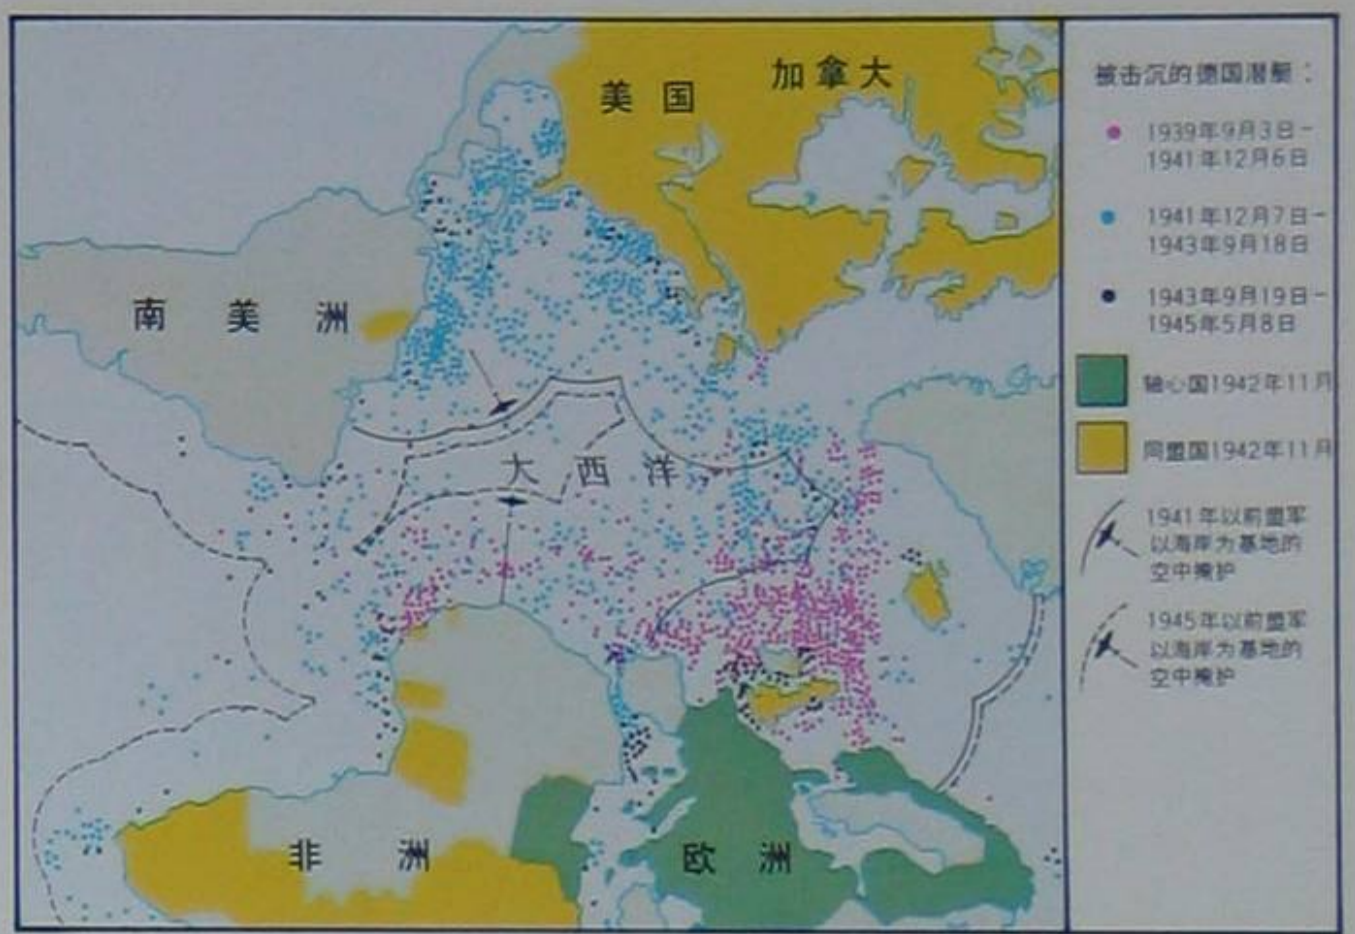 美国
加拿大
南美洲
大西洋
非洲
欧洲
被击沉的德国潜艇：
1939年9月3日－
1941年12月6日
1941年12月7日－
1943年9月18日
1943年9月19日－
1945年5月8日
轴心国1942年11月
同盟国1942年11月
1941年以前盟军
以海岸为基地的
空中掩护
1945年以前盟军
以海岸为基地的
空中掩护